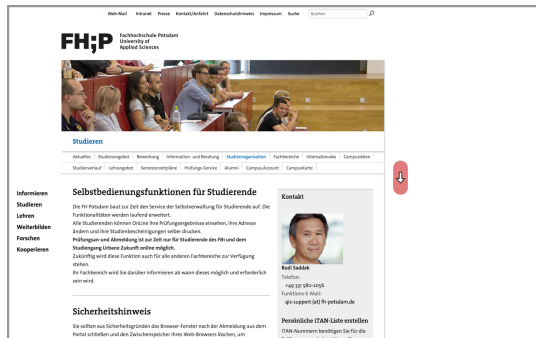 Web-Mail Intranet Presse Kontakt/Anfahrt Datenschutzhinweis Impressum Suche Suchen
FH;P Fachhochschule Potsdam
University of
Applied Sciences
Studieren
Aktuelles Studienangebot Bewerbung Information- und Beratung Studienorganisation Fachbereiche Internationales Campusleben
Studienverlauf Lehrangebot Semesterzeitpläne Prüfungs-Service Alumni Campus.Account CampusKarte
Informieren
Studieren
Lehren
Weiterbilden
Forschen
Kooperieren
Selbstbedienungsfunktionen für Studierende
Die FH Potsdam baut zur Zeit den Service der Selbstverwaltung für Studierende auf. Die
Funktionalitäten werden laufend erweitert.
Alle Studierenden können OnLine Ihre Prüfungsergebnisse einsehen, Ihre Adresse
ändern und ihre Studienbescheinigungen selber drucken.
Prüfungsan-und Abmeldung ist zur Zeit nur für Studierende des FB1 und dem
Studiengang Urbane Zukunft online möglich.
Zukünftig wird diese Funktion auch für alle anderen Fachbereiche zur Verfügung
stehen.
Ihr Fachbereich wird Sie darüber informieren ab wann dieses möglich und erforderlich
sein wird.
Sicherheitshinweis
Sie sollten aus Sicherheitsgründen das Browser-Fenster nach der Abmeldung aus dem
Portal schließen und den Zwischenspeicher Ihres Web-Browsers löschen, um
Kontakt
Budi Saddak
Telefon:
+49 331 580-2056
Funktions-E-Mail:
qis-support (at) fh-potsdam.de
Persönliche iTAN-Liste erstellen
iTAN-Nummern benötigen Sie für die